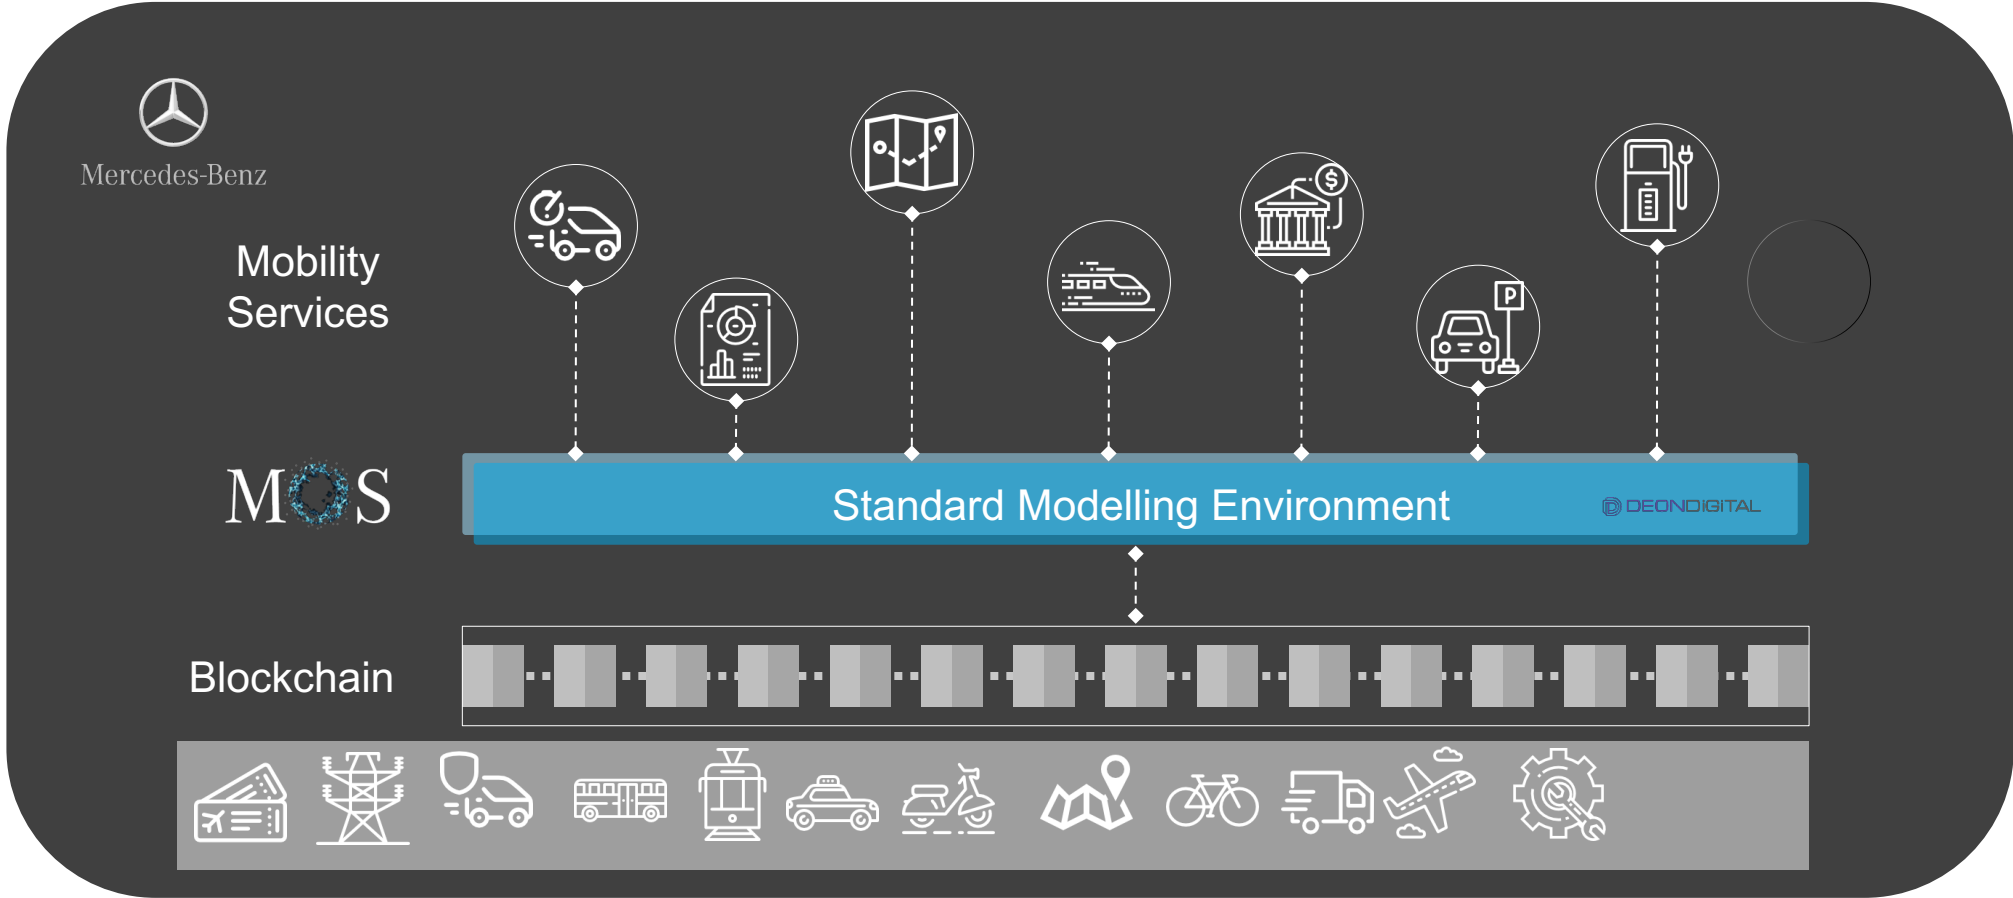 Mercedes-Benz
Mobility
Services
$
P
MOS
Standard Modelling Environment
DEONDIGITAL
Blockchain